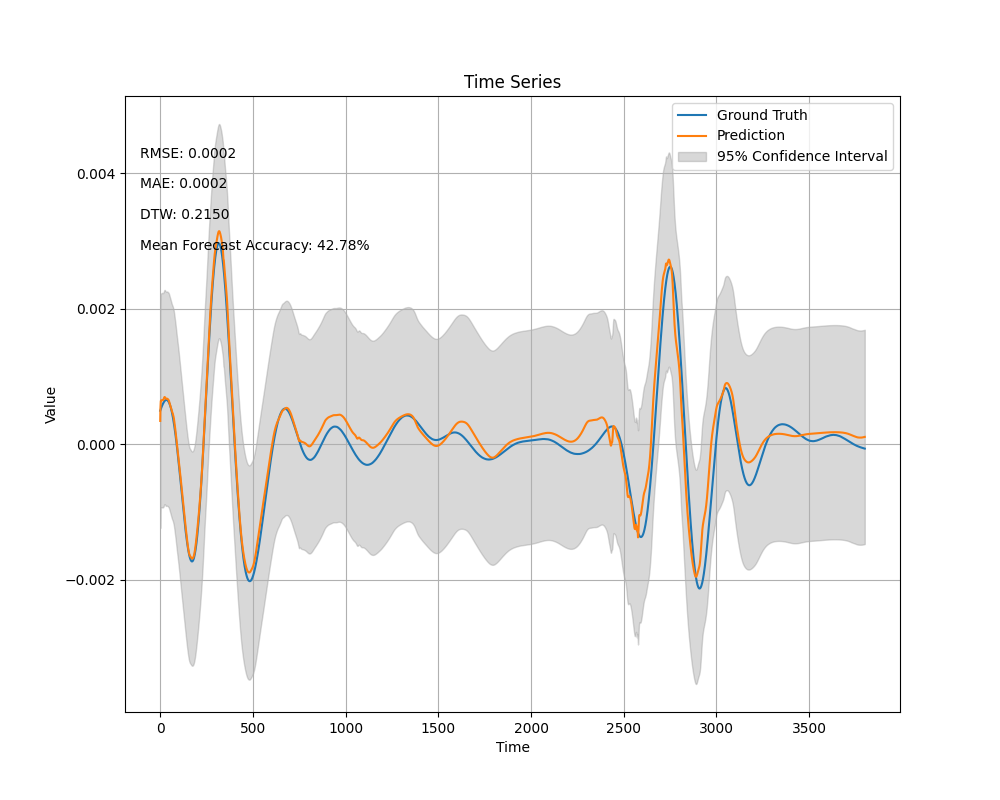 Time Series
Ground Truth
Prediction
95% Confidence Interval
RMSE: 0.0002
MAE: 0.0002
DTW: 0.2150
Mean Forecast Accuracy: 42.78%
Value
0.004
0.002
0.000
−0.002
0 500 1000 1500 2000 2500 3000 3500
Time